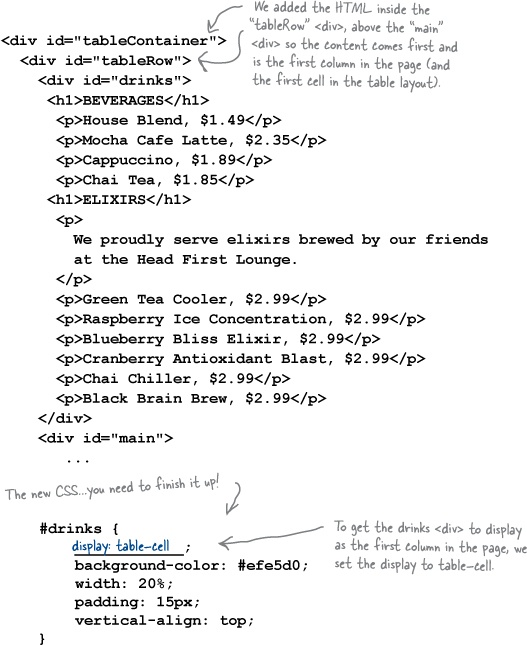 We added the HTML inside the
"tableRow" <div>, above the "main"
<div> so the content comes first and
is the first column in the page (and
the first cell in the table layout).
<div id="tableContainer">
<div id="tableRow">
<div id="drinks">
<h1>BEVERAGES</h1>
<p>House Blend, $1.49</p>
<p>Mocha Cafe Latte, $2.35</p>
<p>Cappuccino, $1.89</p>
<p>Chai Tea, $1.85</p>
<h1>ELIXIRS</h1>
<p>
We proudly serve elixirs brewed by our friends
at the Head First Lounge.
</p>
<p>Green Tea Cooler, $2.99</p>
<p>Raspberry Ice Concentration, $2.99</p>
<p>Blueberry Bliss Elixir, $2.99</p>
<p>Cranberry Antioxidant Blast, $2.99</p>
<p>Chai Chiller, $2.99</p>
<p>Black Brain Brew, $2.99</p>
</div>
<div id="main">
...
The new CSS...you need to finish it up!
#drinks {
display: table-cell ;
background-color: #efe5d0;
width: 20%;
padding: 15px;
vertical-align: top;
}
To get the drinks <div> to display
as the first column in the page, we
set the display to table-cell.